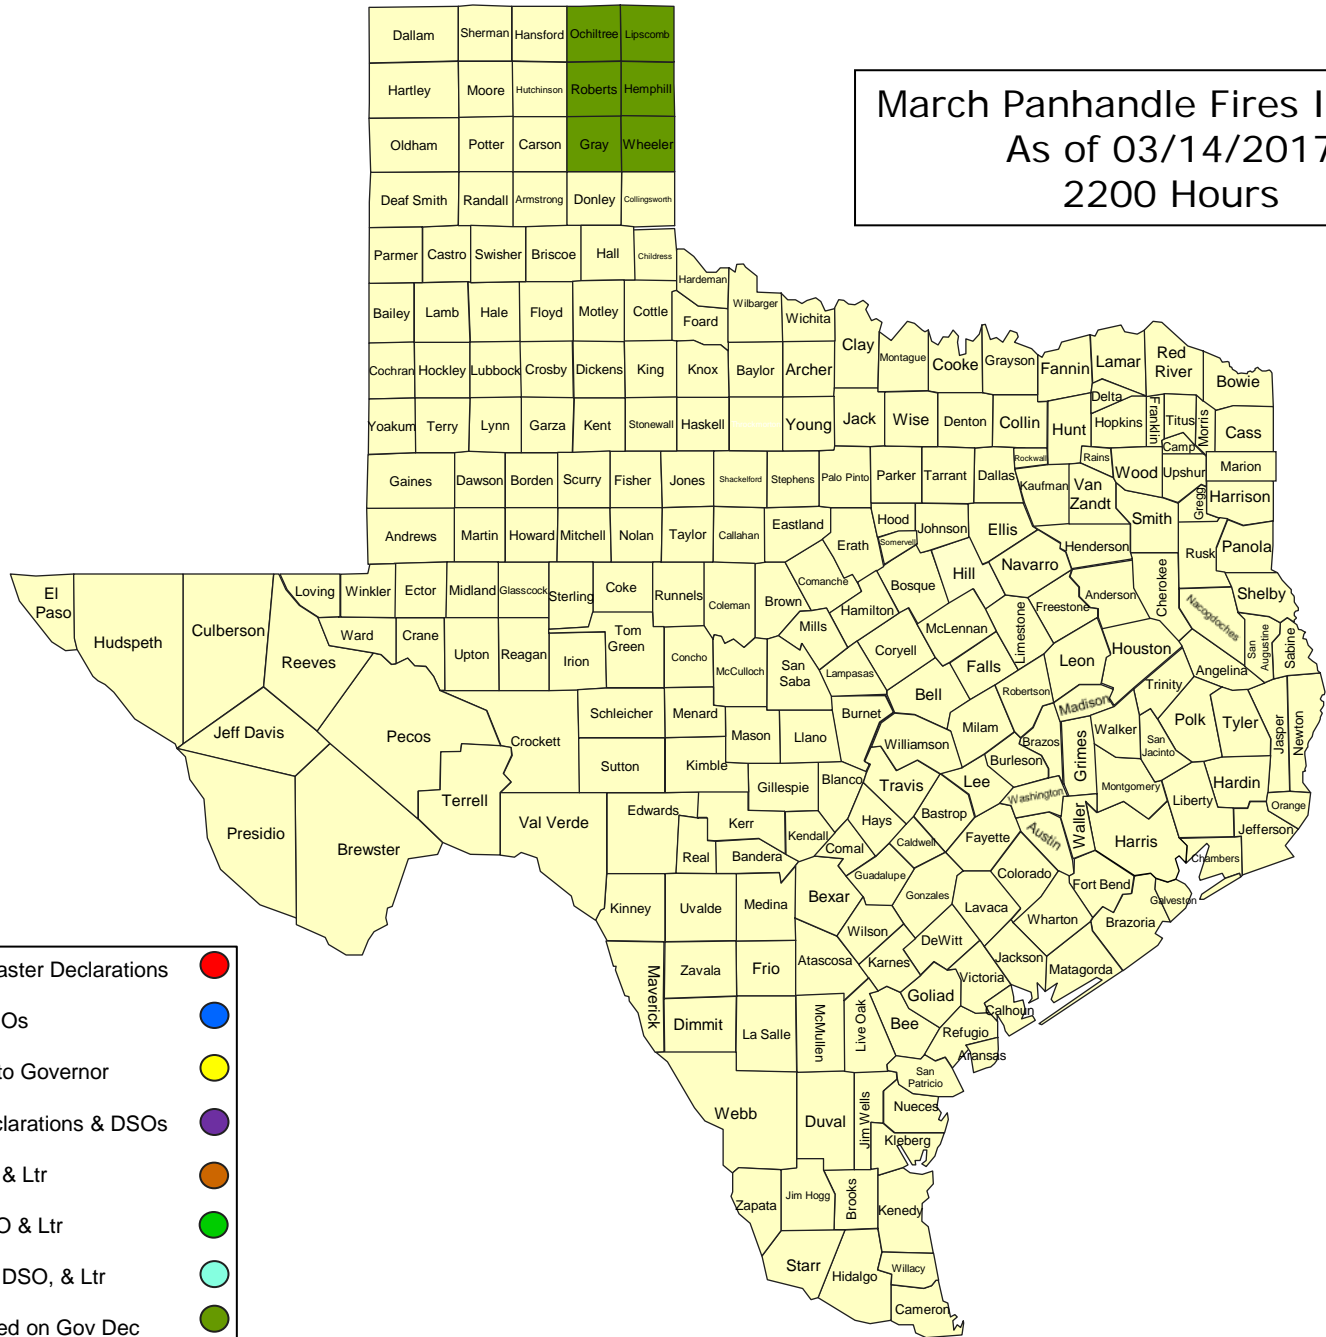 Dallam Sherman Hansford Ochiltree Lipscomb
Hartley Moore Hutchinson Roberts Hemphill
Oldham Potter Carson Gray Wheeler
March Panhandle Fires I
As of 03/14/2017
2200 Hours
Deaf Smith Randall Armstrong Donley Collingsworth
Parmer Castro Swisher Briscoe Hall Childress
Hardeman
Bailey Lamb Hale Floyd Motley Cottle Foard Wilbarger Wichita
Clay Montague Cooke Grayson Fannin Lamar Red River Bowie
Cochran Hockley Lubbock Crosby Dickens King Knox Baylor Archer
Delta
Yoakum Terry Lynn Garza Kent Stonewall Haskell Young Jack Wise Denton Collin Hunt Hopkins Franklin Titus Morris Cass
Camp
Rockwall Rains Wood Upshur Marion
Gaines Dawson Borden Scurry Fisher Jones Shackelford Stephens Palo Pinto Parker Tarrant Dallas Kaufman Van Zandt Gregg Harrison
Andrews Martin Howard Mitchell Nolan Taylor Callahan Eastland Erath Hood Somervell Johnson Ellis Henderson Smith Rusk Panola
El Paso Hudspeth Culberson Loving Winkler Ector Midland Glasscock Sterling Coke Runnels Coleman Brown Comanche Hamilton Bosque Hill Navarro Freestone Anderson Cherokee Nacogdoches Shelby
Reeves Ward Crane Upton Reagan Irion Tom Green Concho McCulloch San Saba Mills Lampasas Coryell McLennan Limestone Falls Leon Houston Angelina San Augustine Sabine
Jeff Davis Pecos Crockett Schleicher Menard Mason Llano Burnet Bell Milam Robertson Madison Trinity Walker Polk Tyler Jasper Newton
Sutton Kimble Gillespie Blanco Williamson Travis Lee Burleson Brazos Grimes San Jacinto Montgomery Liberty Hardin Orange
Presidio Brewster Terrell Val Verde Edwards Kerr Real Bandera Kendall Comal Hays Caldwell Bastrop Fayette Washington Austin Waller Harris Chambers Jefferson
Kinney Uvalde Medina Bexar Guadalupe Gonzales Lavaca Colorado Wharton Fort Bend Brazoria Galveston
Maverick Zavala Frio Atascosa Wilson Karnes DeWitt Victoria Jackson Matagorda
Dimmit La Salle McMullen Live Oak Bee Goliad Refugio Calhoun Aransas
San Patricio
Webb Duval Jim Wells Nueces
Kleberg
Zapata Jim Hogg Brooks Kenedy
Starr Hidalgo Willacy
Cameron
aster Declarations
Os
to Governor
clarations & DSOs
& Ltr
O & Ltr
DSO, & Ltr
ed on Gov Dec